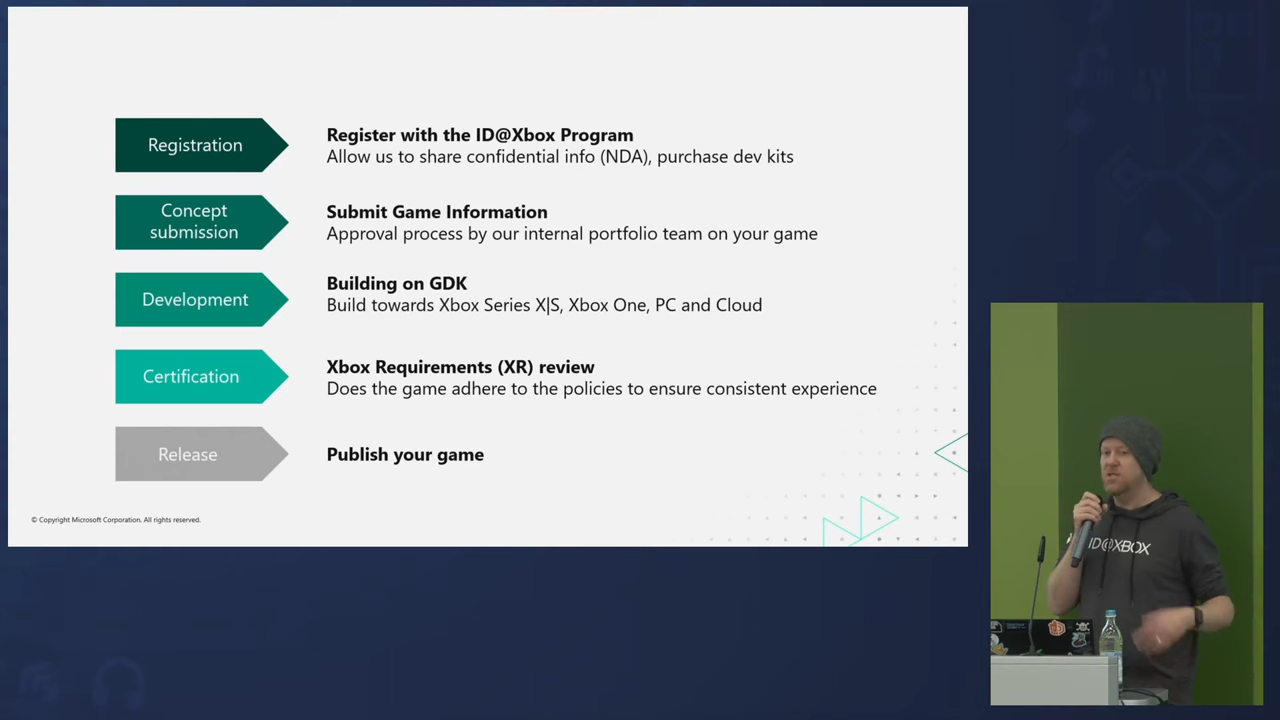 Registration
Register with the ID@Xbox Program
Allow us to share confidential info (NDA), purchase dev kits
Concept
submission
Submit Game Information
Approval process by our internal portfolio team on your game
Development
Building on GDK
Build towards Xbox Series X|S, Xbox One, PC and Cloud
Certification
Xbox Requirements (XR) review
Does the game adhere to the policies to ensure consistent experience
Release
Publish your game
© Copyright Microsoft Corporation. All rights reserved.
ID@XBOX